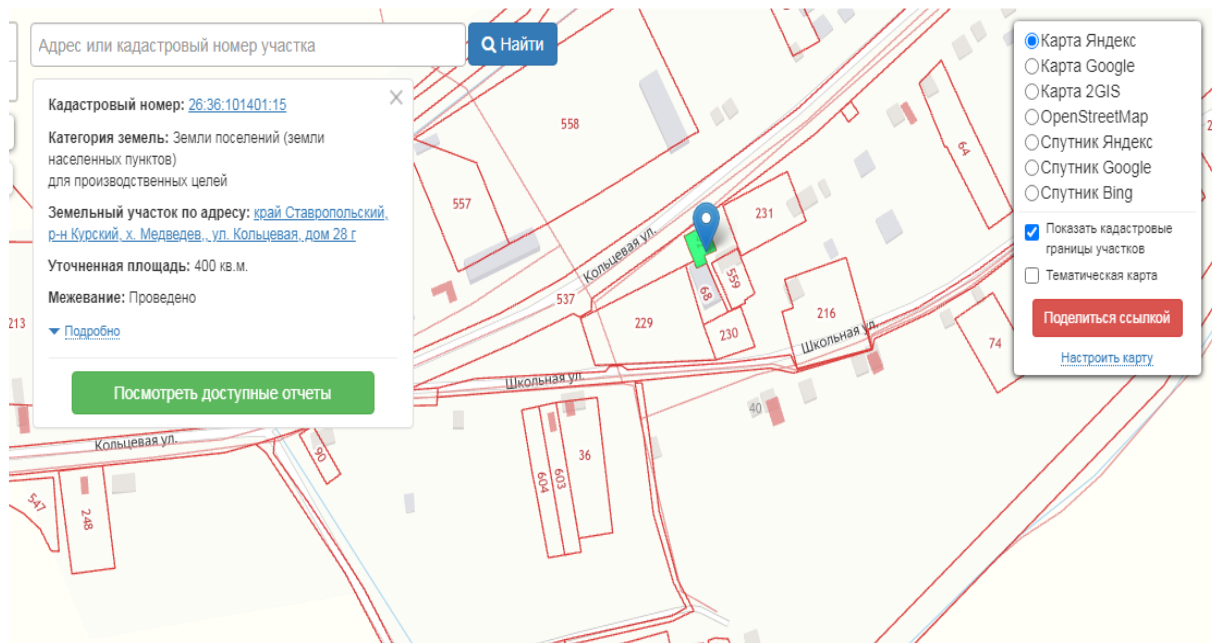 Адрес или кадастровый номер участка
Найти
Кадастровый номер: 26:36:101401:15
Категория земель: Земли поселений (земли
населенных пунктов)
для производственных целей
Земельный участок по адресу: край Ставропольский,
р-н Курский, х. Медведев,, ул. Кольцевая, дом 28 г
Уточненная площадь: 400 кв.м.
Межевание: Проведено
Подробно
Посмотреть доступные отчеты
Карта Яндекс
Карта Google
Карта 2GIS
OpenStreetMap
Спутник Яндекс
Спутник Google
Спутник Bing
Показать кадастровые
границы участков
Тематическая карта
Поделиться ссылкой
Настроить карту
558
64
557
231
Кольцевая ул.
559
68
537
213
229
230
216
Школьная ул.
74
Школьная ул.
40
Кольцевая ул.
90
36
604
603
547
248
2